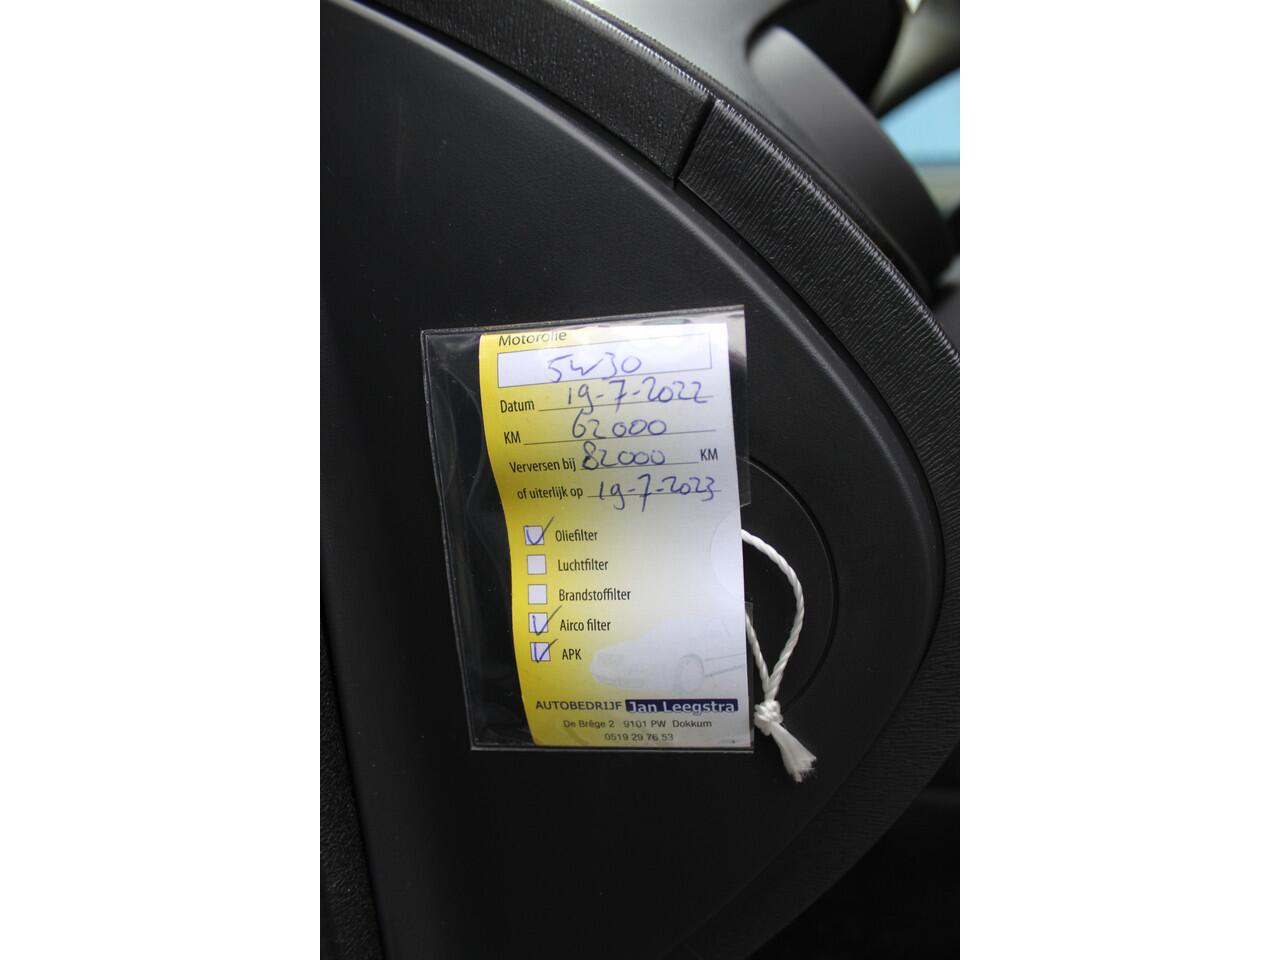 Motorolie
5W30
Datum 19-7-2022
KM 62000
Verversen bij 82000 KM
of uiterlijk op 19-7-2023
Oliefilter
Luchtfilter
Brandstoffilter
Airco filter
APK
AUTOBEDRIJF Jan Leegstra
De Brêge 2 9101 PW Dokkum
0519 29 76 53